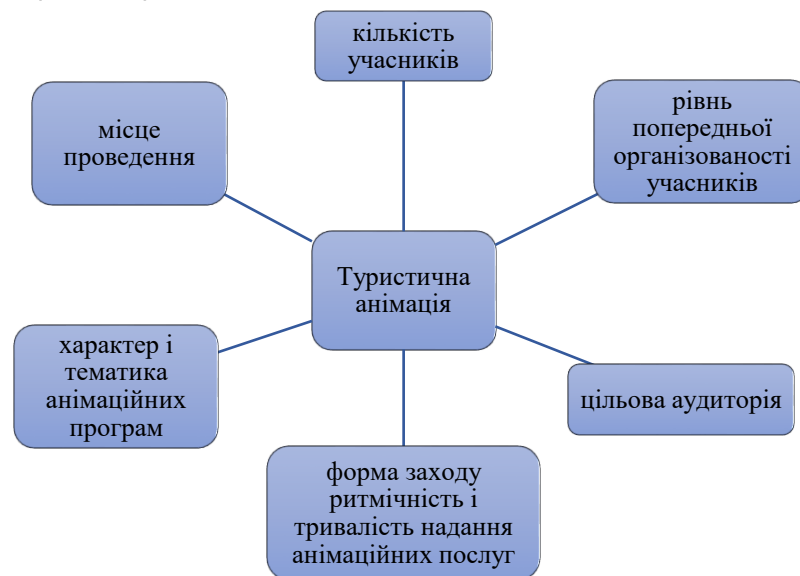 кількість
учасників
місце
проведення
рівнь
попередньої
організованості
учасників
Туристична
анімація
характер і
тематика
анімаційних
програм
цільова аудиторія
форма заходу
ритмічність і
тривалість надання
анімаційних послуг